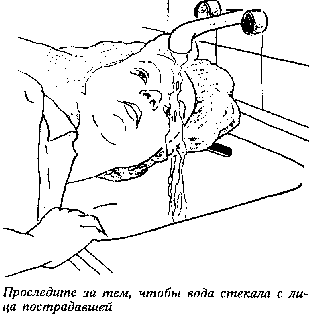 Проследите за тем, чтобы вода стекала с ли-
ца пострадавшей